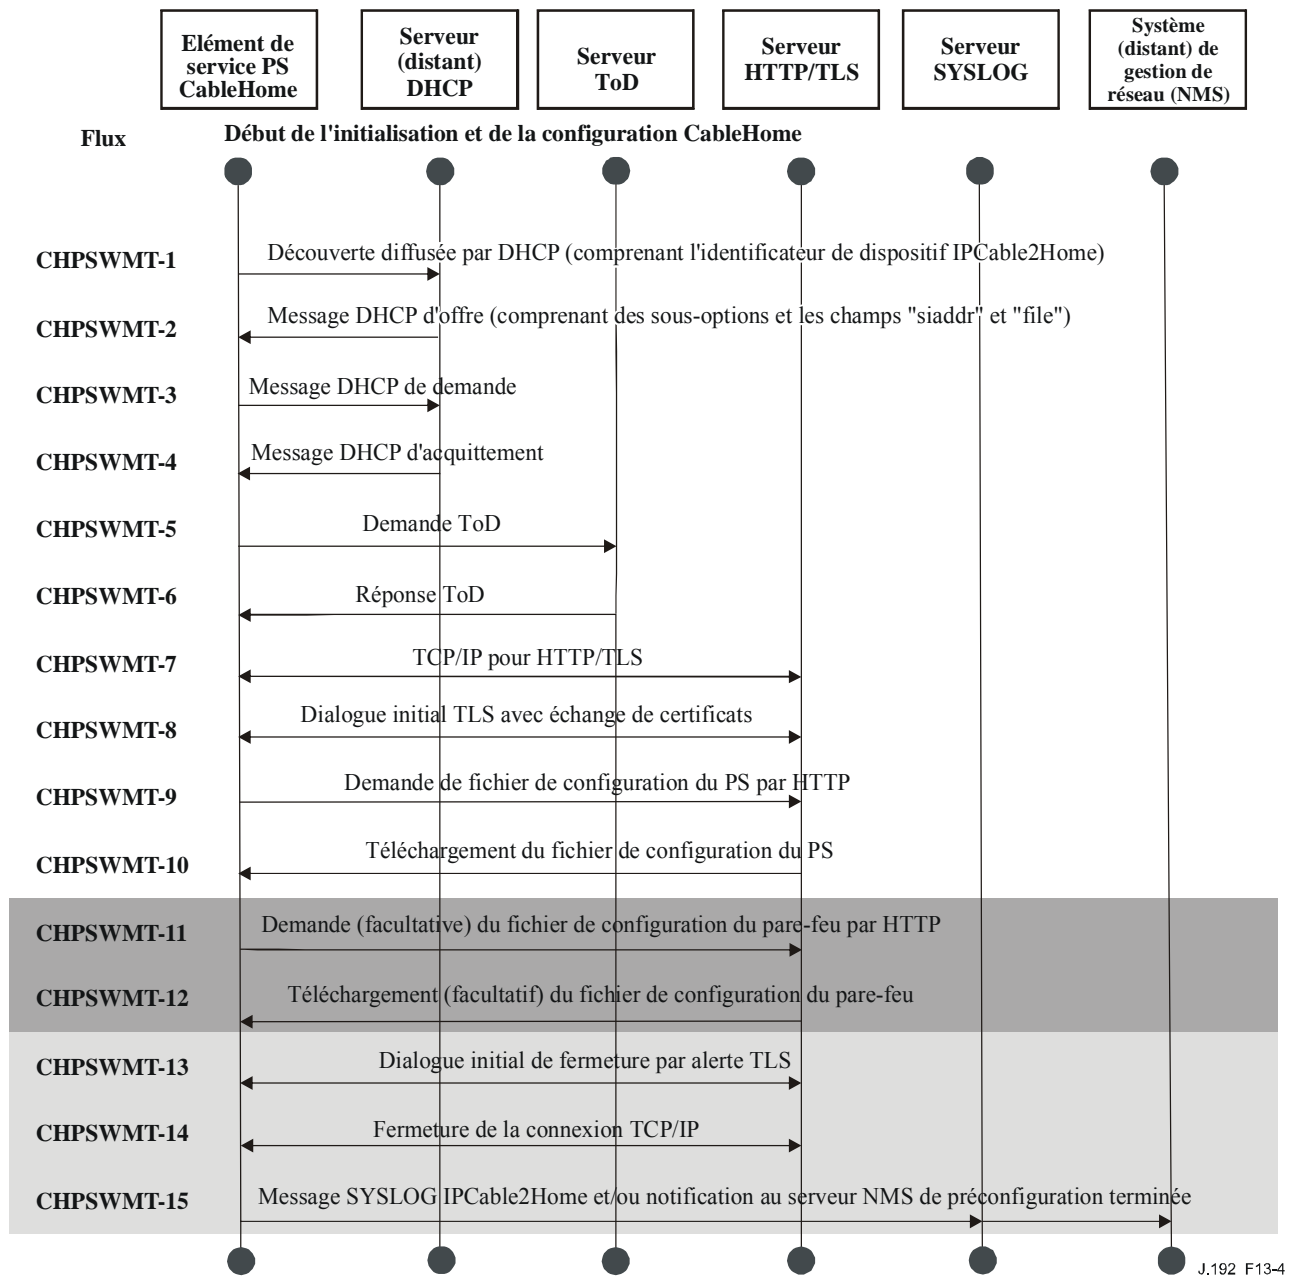 Elément de
service PS
CableHome
Serveur
(distant)
DHCP
Serveur
ToD
Serveur
HTTP/TLS
Serveur
SYSLOG
Système
(distant) de
gestion de
réseau (NMS)
Flux
Début de l'initialisation et de la configuration CableHome
CHPSWMT-1
Découverte diffusée par DHCP (comprenant l'identificateur de dispositif IPCable2Home)
CHPSWMT-2
Message DHCP d'offre (comprenant des sous-options et les champs "siaddr" et "file")
CHPSWMT-3
Message DHCP de demande
CHPSWMT-4
Message DHCP d'acquittement
CHPSWMT-5
Demande ToD
CHPSWMT-6
Réponse ToD
CHPSWMT-7
TCP/IP pour HTTP/TLS
CHPSWMT-8
Dialogue initial TLS avec échange de certificats
CHPSWMT-9
Demande de fichier de configuration du PS par HTTP
CHPSWMT-10
Téléchargement du fichier de configuration du PS
CHPSWMT-11
Demande (facultative) du fichier de configuration du pare-feu par HTTP
CHPSWMT-12
Téléchargement (facultatif) du fichier de configuration du pare-feu
CHPSWMT-13
Dialogue initial de fermeture par alerte TLS
CHPSWMT-14
Fermeture de la connexion TCP/IP
CHPSWMT-15
Message SYSLOG IPCable2Home et/ou notification au serveur NMS de préconfiguration terminée
J.192_F13-4